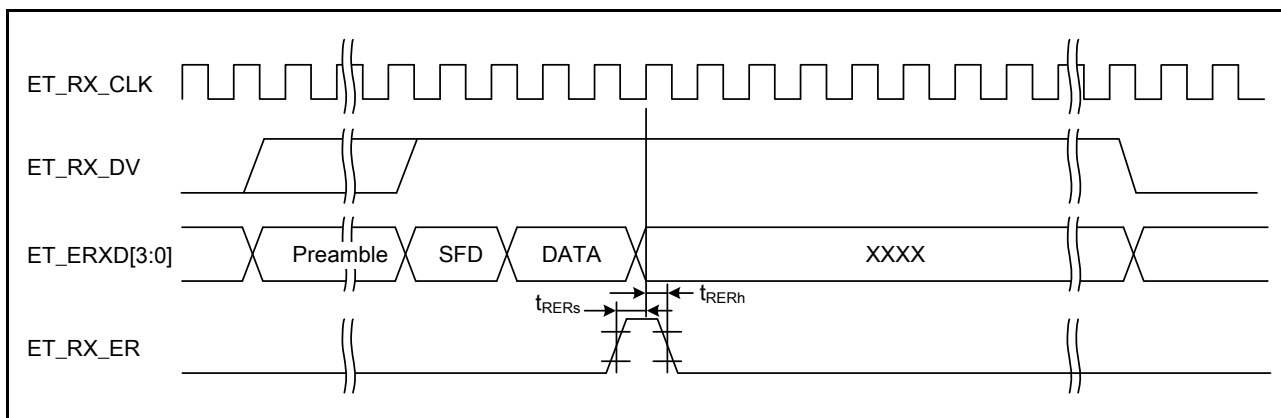 ET_RX_CLK
ET_RX_DV
ET_ERXD[3:0]
Preamble
SFD
DATA
XXXX
tRERs
tRERh
ET_RX_ER